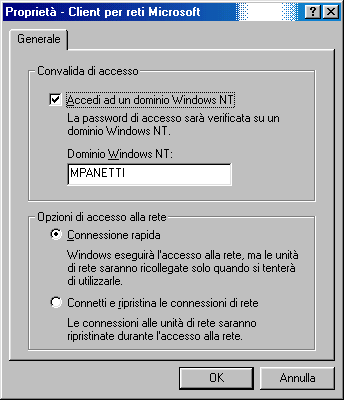 Proprietà - Client per reti Microsoft
Generale
Convalida di accesso
Accedi ad un dominio Windows NT
La password di accesso sarà verificata su un
dominio Windows NT.
Dominio Windows NT:
MPANETTI
Opzioni di accesso alla rete
Connessione rapida
Windows eseguirà l'accesso alla rete, ma le unità
di rete saranno ricollegate solo quando si tenterà
di utilizzarle.
Connetti e ripristina le connessioni di rete
Le connessioni alle unità di rete saranno
ripristinate durante l'accesso alla rete.
OK
Annulla